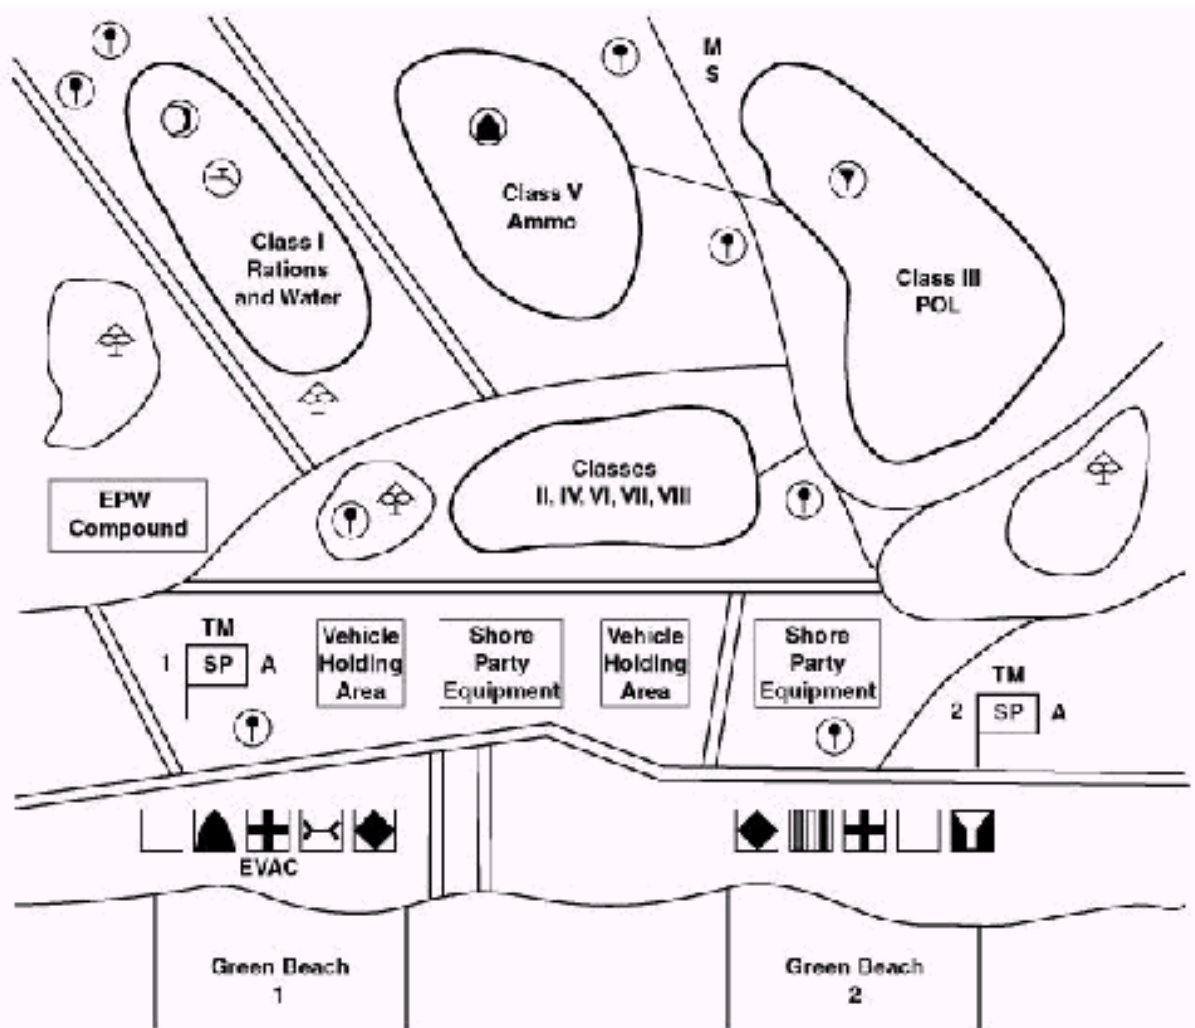 M
S
Class V
Ammo
Class I
Rations
and Water
Class III
POL
Classes
II, IV, VI, VII, VIII
EPW
Compound
TM
1 SP A
Vehicle
Holding
Area
Shore
Party
Equipment
Vehicle
Holding
Area
Shore
Party
Equipment
TM
2 SP A
EVAC
Green Beach
1
Green Beach
2